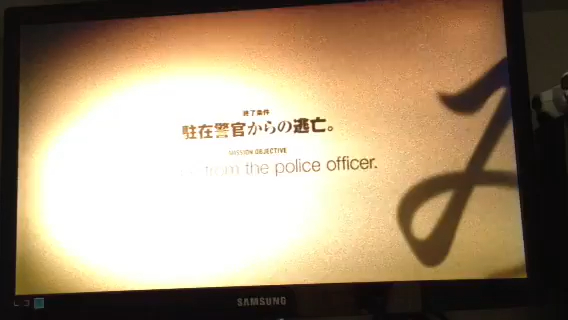 終了条件
駐在警官からの逃亡。
MISSION OBJECTIVE
from the police officer.
SAMSUNG